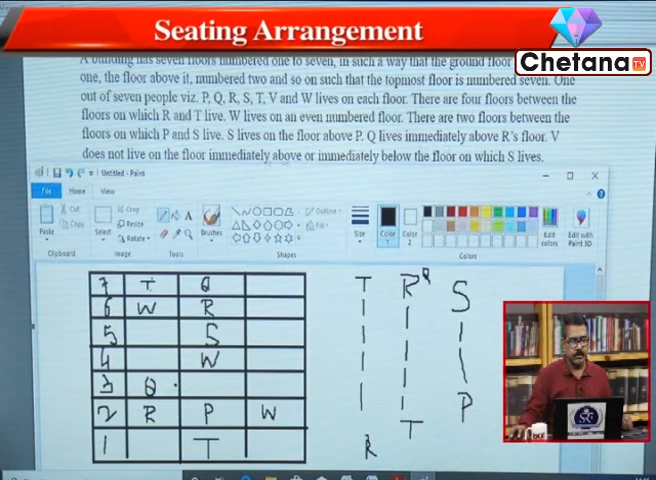 Seating Arrangement
Chetana TV
A building has seven floors numbered one to seven, in such a way that the ground floor
one, the floor above it, numbered two and so on such that the topmost floor is numbered seven. One
out of seven people viz. P, Q, R, S, T, V and W lives on each floor. There are four floors between the
floors on which R and T live. W lives on an even numbered floor. There are two floors between the
floors on which P and S live. S lives on the floor above P. Q lives immediately above R's floor. V
does not live on the floor immediately above or immediately below the floor on which S lives.
Untitled - Paint
File Home View
Paste Cut Copy Select Crop Resize Rotate Brushes Outline Fill Size Color 1 Color 2 Edit colors Edit with Paint 3D
Clipboard Image Tools Shapes Colors
7 T Q
6 W R
5 S
4 W
3 Q
2 R P W
1 T
T R Q S
P
T
R